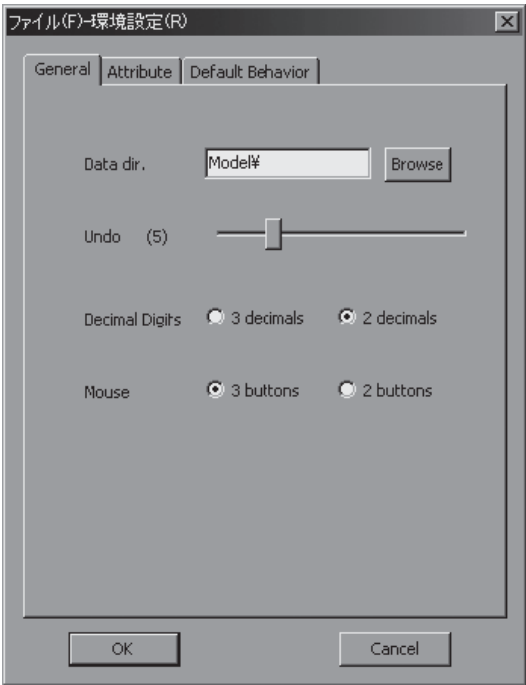 ファイル(F)-環境設定(R)
General Attribute Default Behavior
Data dir. Model¥ Browse
Undo (5)
Decimal Digits 3 decimals 2 decimals
Mouse 3 buttons 2 buttons
OK Cancel